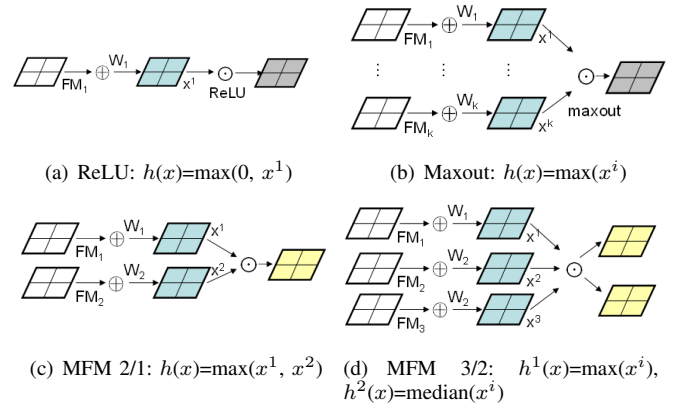 FM₁ W₁ x¹ ReLU
(a) ReLU: h(x)=max(0, x¹)
FM₁ W₁ x¹
⋮ ⋮ ⋮
FMₖ Wₖ xᵏ
maxout
(b) Maxout: h(x)=max(xⁱ)
FM₁ W₁ x¹
FM₂ W₂ x²
(c) MFM 2/1: h(x)=max(x¹, x²)
FM₁ W₁ x¹
FM₂ W₂ x²
FM₃ W₂ x³
(d) MFM 3/2: h¹(x)=max(xⁱ),
h²(x)=median(xⁱ)